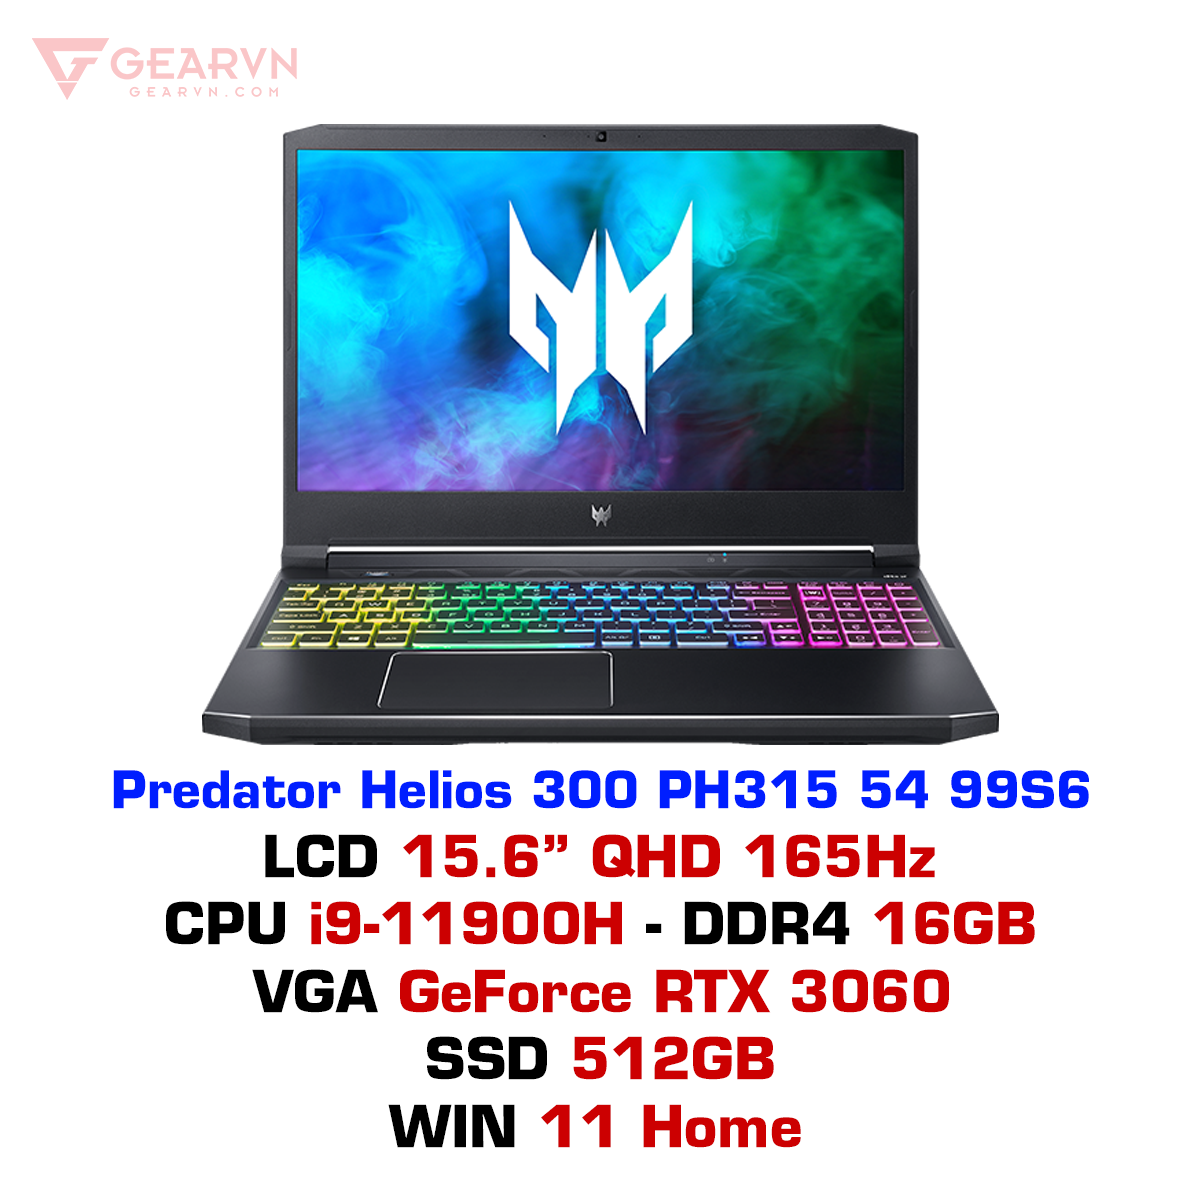 GEARVN
GEARVN.COM
Predator Helios 300 PH315 54 99S6
LCD 15.6” QHD 165Hz
CPU i9-11900H - DDR4 16GB
VGA GeForce RTX 3060
SSD 512GB
WIN 11 Home